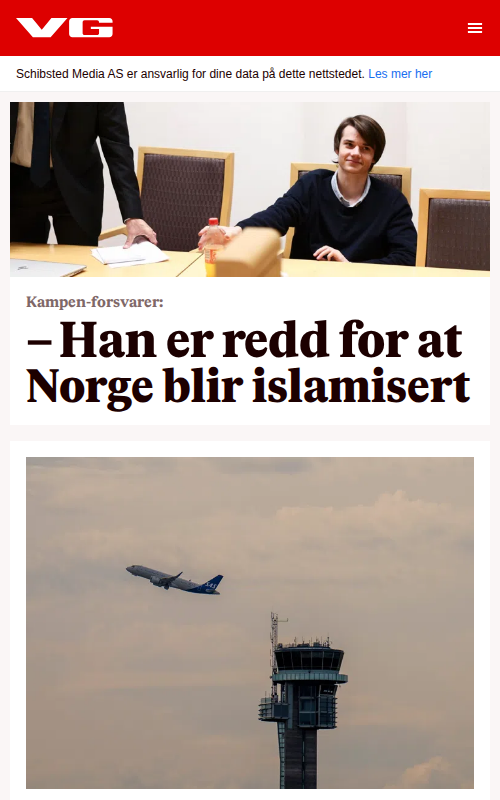 VG
Schibsted Media AS er ansvarlig for dine data på dette nettstedet. Les mer her
Kampen-forsvarer:
– Han er redd for at
Norge blir islamisert